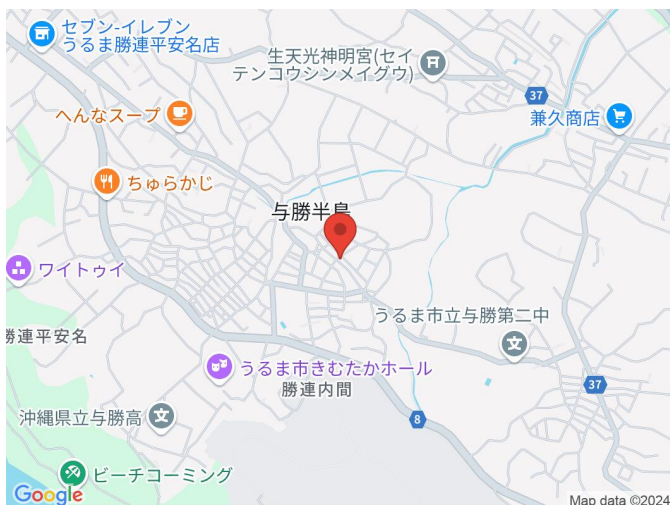 セブン-イレブン
うるま勝連平安名店
生天光神明宮(セイ
テンコウシンメイグウ)
37
へんなスープ
兼久商店
ちゅらかじ
与勝半島
ワイトゥイ
うるま市立与勝第二中
勝連平安名
うるま市きむたかホール
勝連内間
37
沖縄県立与勝高
8
ビーチコーミング
Google
Map data ©2024